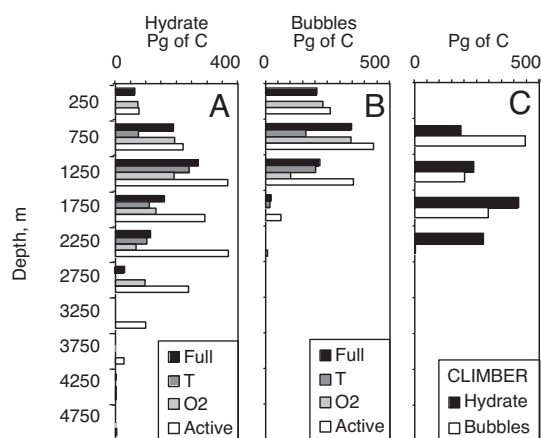 Hydrate
Pg of C
0 400
Bubbles
Pg of C
0 500
Pg of C
0 500
A
B
C
Depth, m
250
750
1250
1750
2250
2750
3250
3750
4250
4750
Full
T
O2
Active
Full
T
O2
Active
CLIMBER
Hydrate
Bubbles